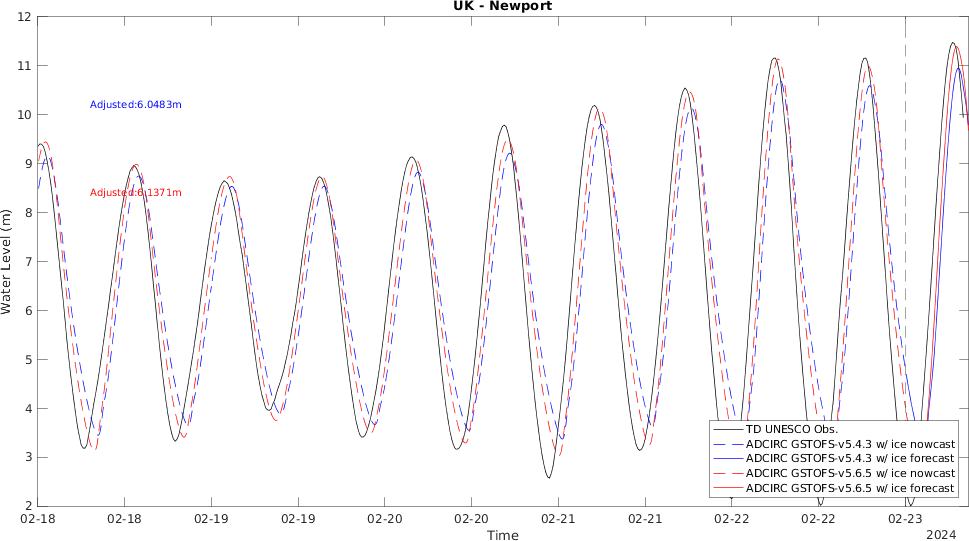 UK - Newport
12
11
10
9
8
7
6
5
4
3
2
Water Level (m)
Adjusted:6.0483m
Adjusted:6.1371m
TD UNESCO Obs.
ADCIRC GSTOFS-v5.4.3 w/ ice nowcast
ADCIRC GSTOFS-v5.4.3 w/ ice forecast
ADCIRC GSTOFS-v5.6.5 w/ ice nowcast
ADCIRC GSTOFS-v5.6.5 w/ ice forecast
02-18 02-18 02-19 02-19 02-20 02-20 02-21 02-21 02-22 02-22 02-23
Time
2024